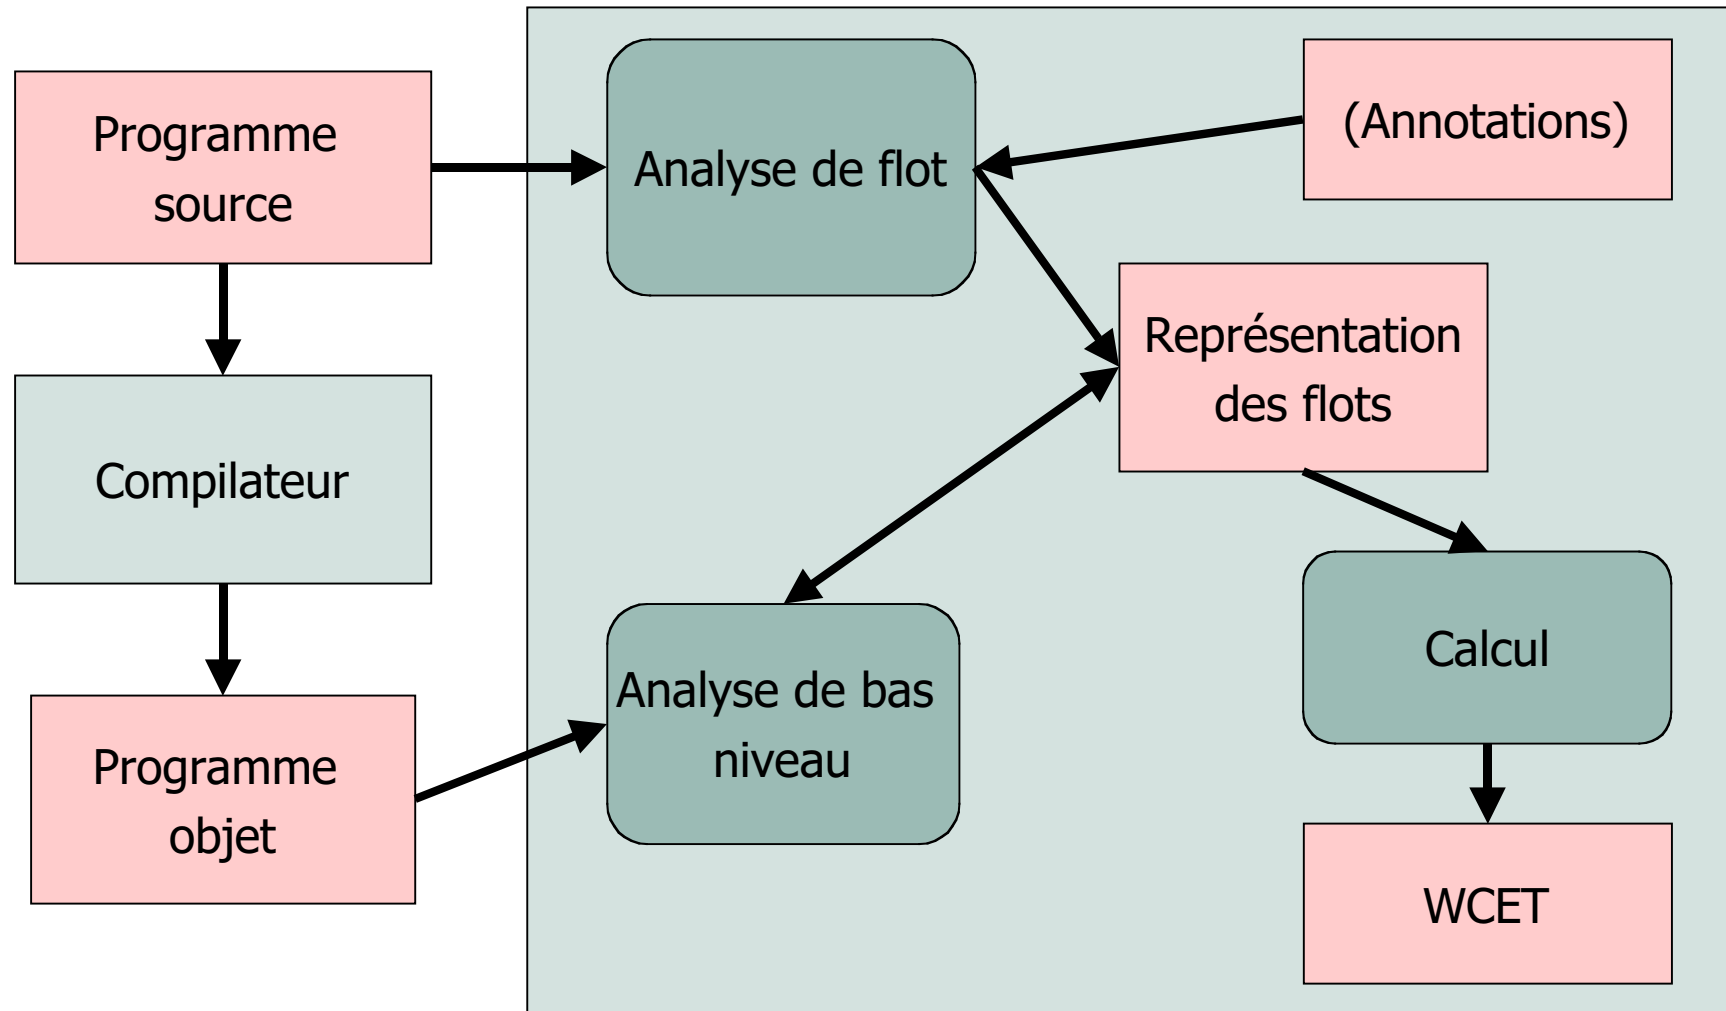 Programme
source
Analyse de flot
(Annotations)
Représentation
des flots
Compilateur
Calcul
Analyse de bas
niveau
Programme
objet
WCET